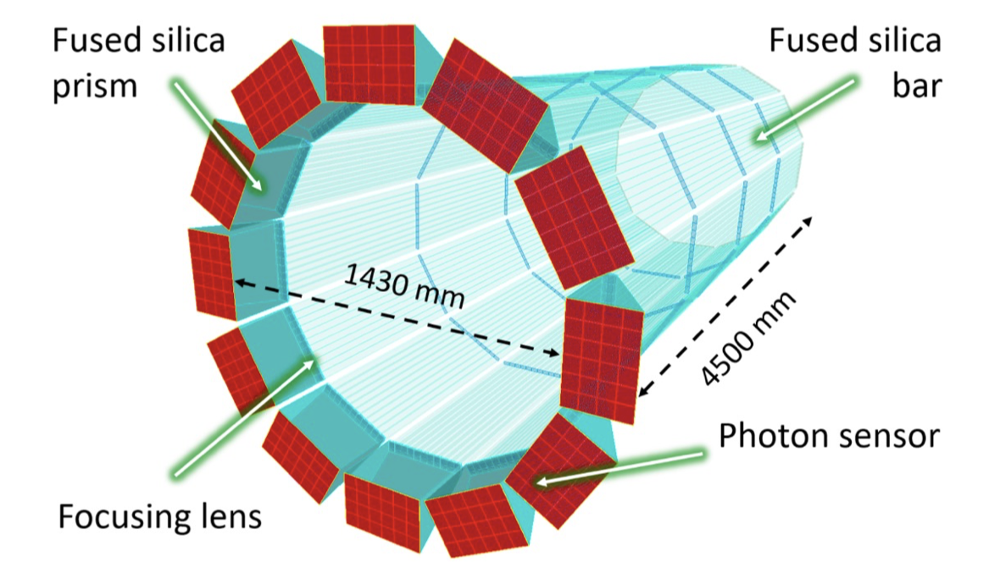 Fused silica
prism
Fused silica
bar
1430 mm
4500 mm
Photon sensor
Focusing lens